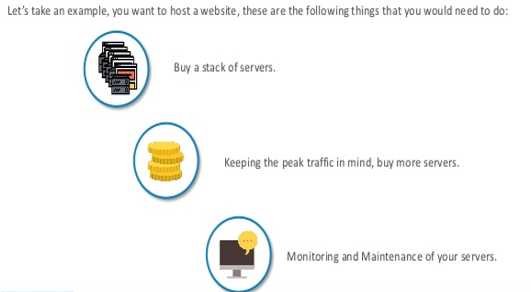 Let's take an example, you want to host a website, these are the following things that you would need to do:
Buy a stack of servers.
Keeping the peak traffic in mind, buy more servers.
Monitoring and Maintenance of your servers.